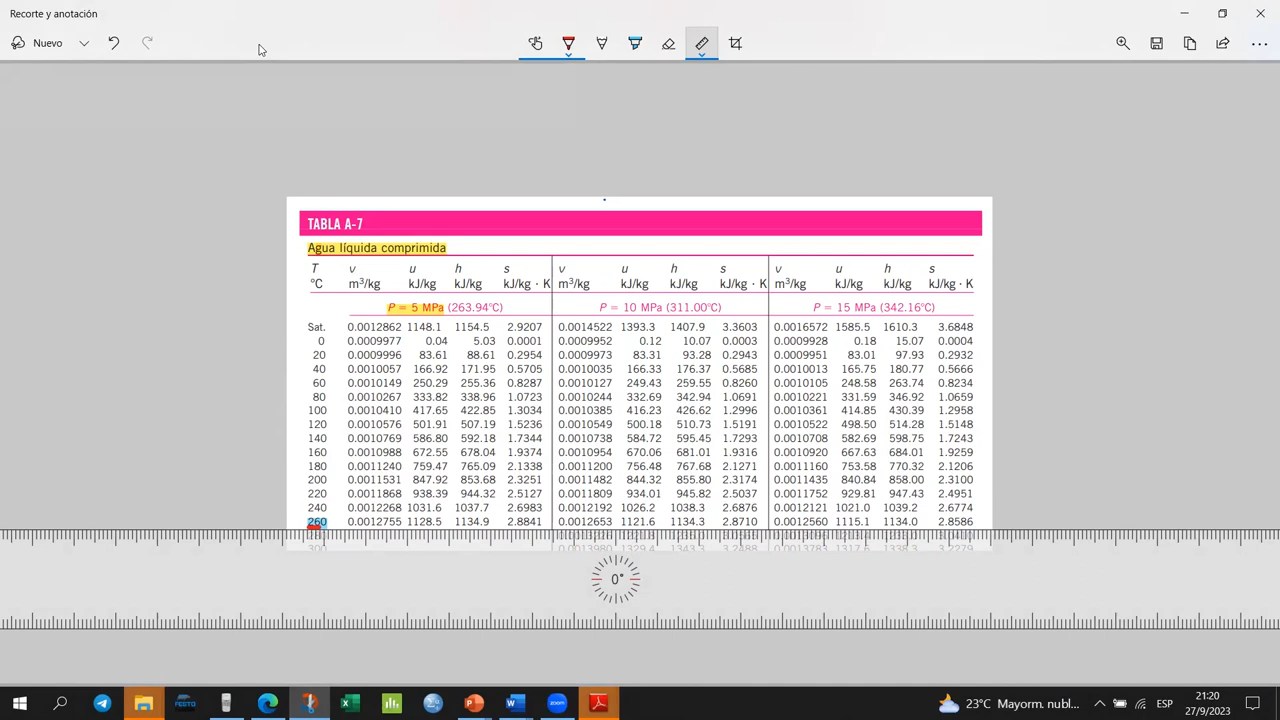 Recorte y anotación
Nuevo
TABLA A-7
Agua líquida comprimida
T v u h s v u h s v u h s
°C m³/kg kJ/kg kJ/kg kJ/kg · K m³/kg kJ/kg kJ/kg kJ/kg · K m³/kg kJ/kg kJ/kg kJ/kg · K
P = 5 MPa (263.94°C) P = 10 MPa (311.00°C) P = 15 MPa (342.16°C)
Sat. 0.0012862 1148.1 1154.5 2.9207 0.0014522 1393.3 1407.9 3.3603 0.0016572 1585.5 1610.3 3.6848
0 0.0009977 0.04 5.03 0.0001 0.0009952 0.12 10.07 0.0003 0.0009928 0.18 15.07 0.0004
20 0.0009996 83.61 88.61 0.2954 0.0009973 83.31 93.28 0.2943 0.0009951 83.01 97.93 0.2932
40 0.0010057 166.92 171.95 0.5705 0.0010035 166.33 176.37 0.5685 0.0010013 165.75 180.77 0.5666
60 0.0010149 250.29 255.36 0.8287 0.0010127 249.43 259.55 0.8260 0.0010105 248.58 263.74 0.8234
80 0.0010267 333.82 338.96 1.0723 0.0010244 332.69 342.94 1.0691 0.0010221 331.59 346.92 1.0659
100 0.0010410 417.65 422.85 1.3034 0.0010385 416.23 426.62 1.2996 0.0010361 414.85 430.39 1.2958
120 0.0010576 501.91 507.19 1.5236 0.0010549 500.18 510.73 1.5191 0.0010522 498.50 514.28 1.5148
140 0.0010769 586.80 592.18 1.7344 0.0010738 584.72 595.45 1.7293 0.0010708 582.69 598.75 1.7243
160 0.0010988 672.55 678.04 1.9374 0.0010954 670.06 681.01 1.9316 0.0010920 667.63 684.01 1.9259
180 0.0011240 759.47 765.09 2.1338 0.0011200 756.48 767.68 2.1271 0.0011160 753.58 770.32 2.1206
200 0.0011531 847.92 853.68 2.3251 0.0011482 844.32 855.80 2.3174 0.0011435 840.84 858.00 2.3100
220 0.0011868 938.39 944.32 2.5127 0.0011809 934.01 945.82 2.5037 0.0011752 929.81 947.43 2.4951
240 0.0012268 1031.6 1037.7 2.6983 0.0012192 1026.2 1038.3 2.6876 0.0012121 1021.0 1039.2 2.6774
260 0.0012755 1128.5 1134.9 2.8841 0.0012653 1121.6 1134.3 2.8710 0.0012560 1115.1 1134.0 2.8586
300 0.0013980 1329.4 1343.3 3.2488 0.0013783 1317.6 1338.3 3.2279
0°
FESTO
zoom
23°C Mayorm. nubl...
ESP
21:20
27/9/2023